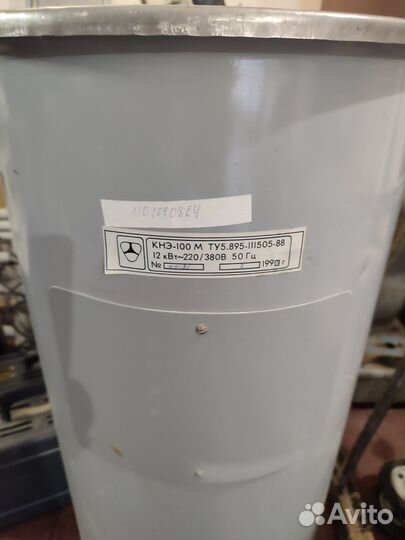 КНЭ-100 М ТУ5.895-111505-88
12 кВт~220/380В 50 Гц
№ 199 г
Avito